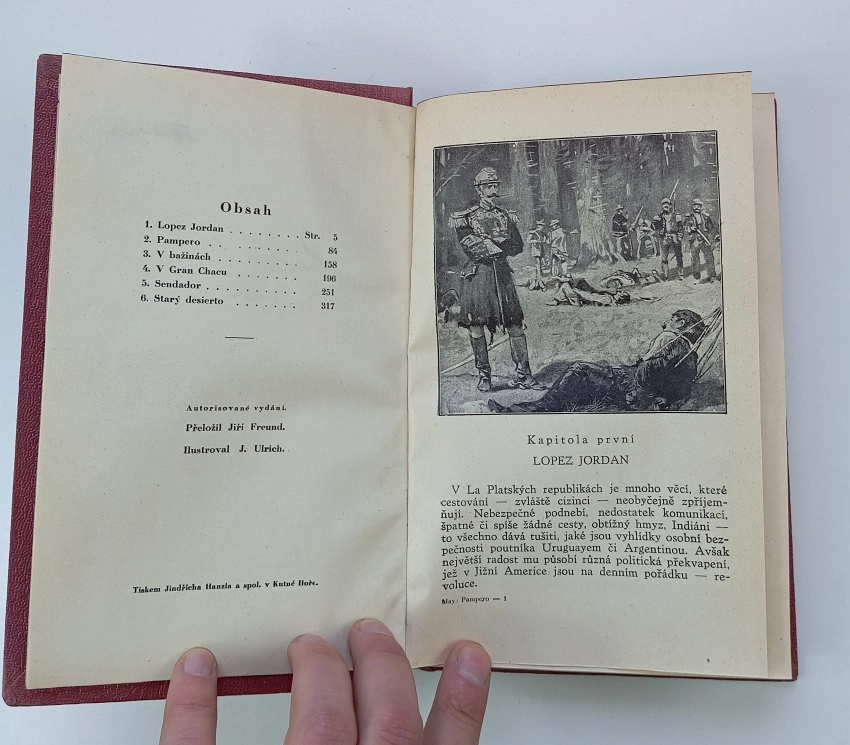 Obsah
1. Lopez Jordan . . . . . . . . Str. 5
2. Pampero . . . . . . . . . 84
3. V bažinách . . . . . . . . 158
4. V Gran Chacu . . . . . . . 196
5. Sendador . . . . . . . . . . 251
6. Starý desierto . . . . . . . 317
Autorisované vydání.
Přeložil Jiří Freund.
Ilustroval J. Ulrich.
Tiskem Jindřicha Hanzla a spol. v Kutné Hoře.
Kapitola první
LOPEZ JORDAN
V La Platských republikách je mnoho věcí, které
cestování — zvláště cizinci — neobyčejně zpříjem-
ňují. Nebezpečné podnebí, nedostatek komunikací,
špatné či spíše žádné cesty, obtížný hmyz, Indiáni —
to všechno dává tušiti, jaké jsou vyhlídky osobní bez-
pečnosti poutníka Uruguayem či Argentinou. Avšak
největší radost mu působí různá politická překvapení,
jež v Jižní Americe jsou na denním pořádku — re-
voluce.
May: Pampero — 1